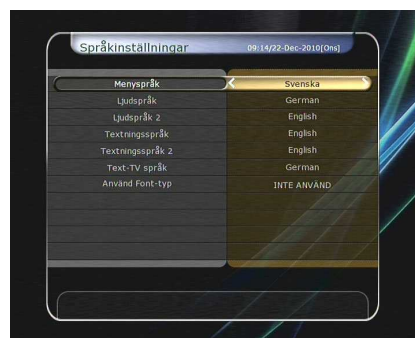 Språkinställningar 09:14/22-Dec-2010[Ons]
Menyspråk Svenska
Ljudspråk German
Ljudspråk 2 English
Textningsspråk English
Textningsspråk 2 English
Text-TV språk German
Använd Font-typ INTE ANVÄND